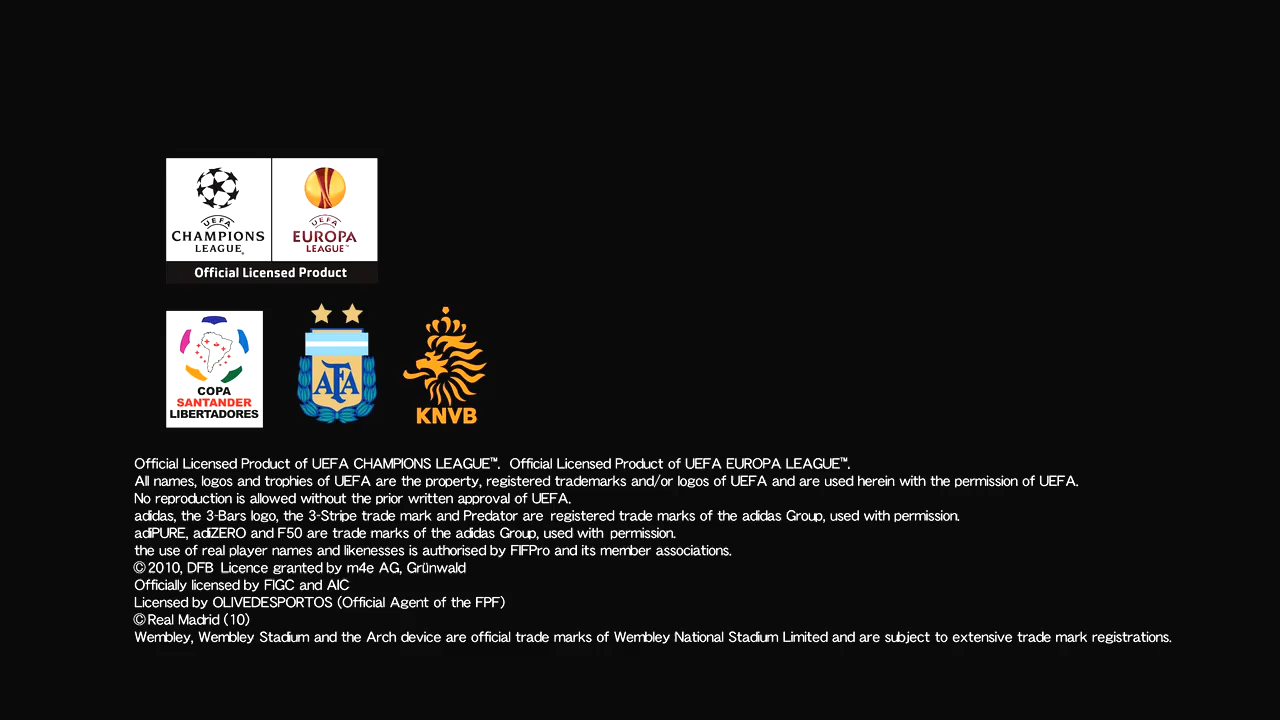 UEFA
CHAMPIONS
LEAGUE®
UEFA
EUROPA
LEAGUE™
Official Licensed Product
COPA
SANTANDER
LIBERTADORES
AFA
KNVB
Official Licensed Product of UEFA CHAMPIONS LEAGUE™. Official Licensed Product of UEFA EUROPA LEAGUE™.
All names, logos and trophies of UEFA are the property, registered trademarks and/or logos of UEFA and are used herein with the permission of UEFA.
No reproduction is allowed without the prior written approval of UEFA.
adidas, the 3-Bars logo, the 3-Stripe trade mark and Predator are registered trade marks of the adidas Group, used with permission.
adiPURE, adiZERO and F50 are trade marks of the adidas Group, used with permission.
the use of real player names and likenesses is authorised by FIFPro and its member associations.
©2010, DFB Licence granted by m4e AG, Grünwald
Officially licensed by FIGC and AIC
Licensed by OLIVEDESPORTOS (Official Agent of the FPF)
©Real Madrid (10)
Wembley, Wembley Stadium and the Arch device are official trade marks of Wembley National Stadium Limited and are subject to extensive trade mark registrations.